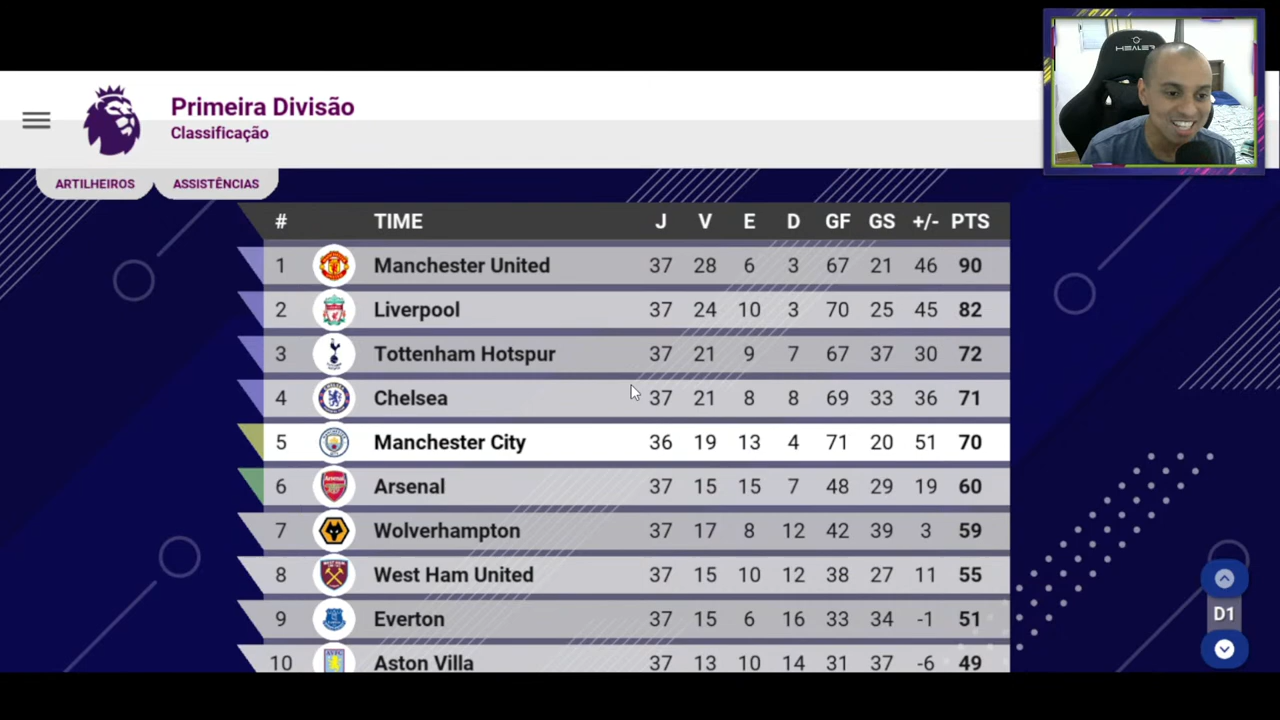 HEALER
Primeira Divisão
Classificação
ARTILHEIROS ASSISTÊNCIAS
# TIME J V E D GF GS +/- PTS
1 Manchester United 37 28 6 3 67 21 46 90
2 Liverpool 37 24 10 3 70 25 45 82
3 Tottenham Hotspur 37 21 9 7 67 37 30 72
4 Chelsea 37 21 8 8 69 33 36 71
5 Manchester City 36 19 13 4 71 20 51 70
6 Arsenal 37 15 15 7 48 29 19 60
7 Wolverhampton 37 17 8 12 42 39 3 59
8 West Ham United 37 15 10 12 38 27 11 55
9 Everton 37 15 6 16 33 34 -1 51
10 Aston Villa 37 13 10 14 31 37 -6 49
D1